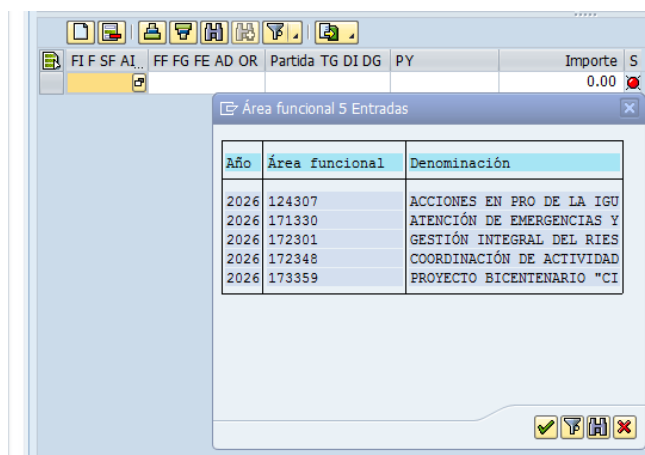 FI F SF AI... FF FG FE AD OR Partida TG DI DG PY Importe S
0.00
Área funcional 5 Entradas
Año Área funcional Denominación
2026 124307 ACCIONES EN PRO DE LA IGU
2026 171330 ATENCIÓN DE EMERGENCIAS Y
2026 172301 GESTIÓN INTEGRAL DEL RIES
2026 172348 COORDINACIÓN DE ACTIVIDAD
2026 173359 PROYECTO BICENTENARIO "CI